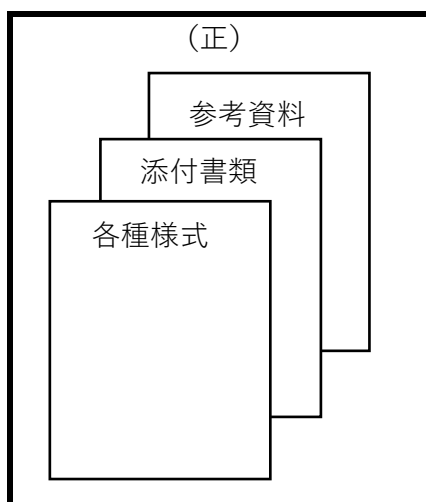 （正）
参考資料
添付書類
各種様式